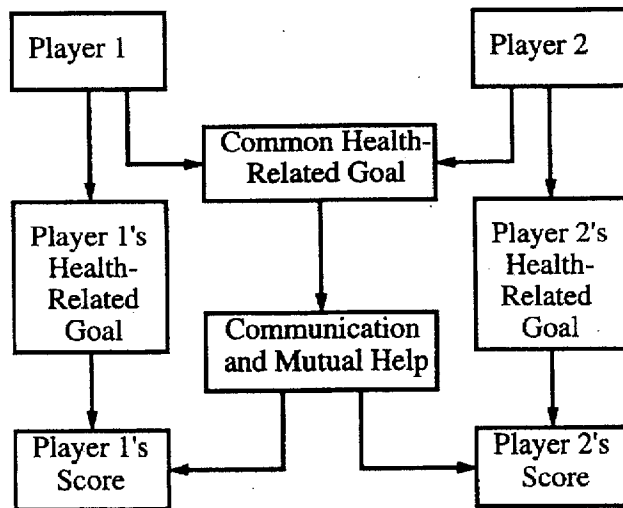 Player 1
Player 2
Common Health-
Related Goal
Player 1's
Health-
Related
Goal
Player 2's
Health-
Related
Goal
Communication
and Mutual Help
Player 1's
Score
Player 2's
Score